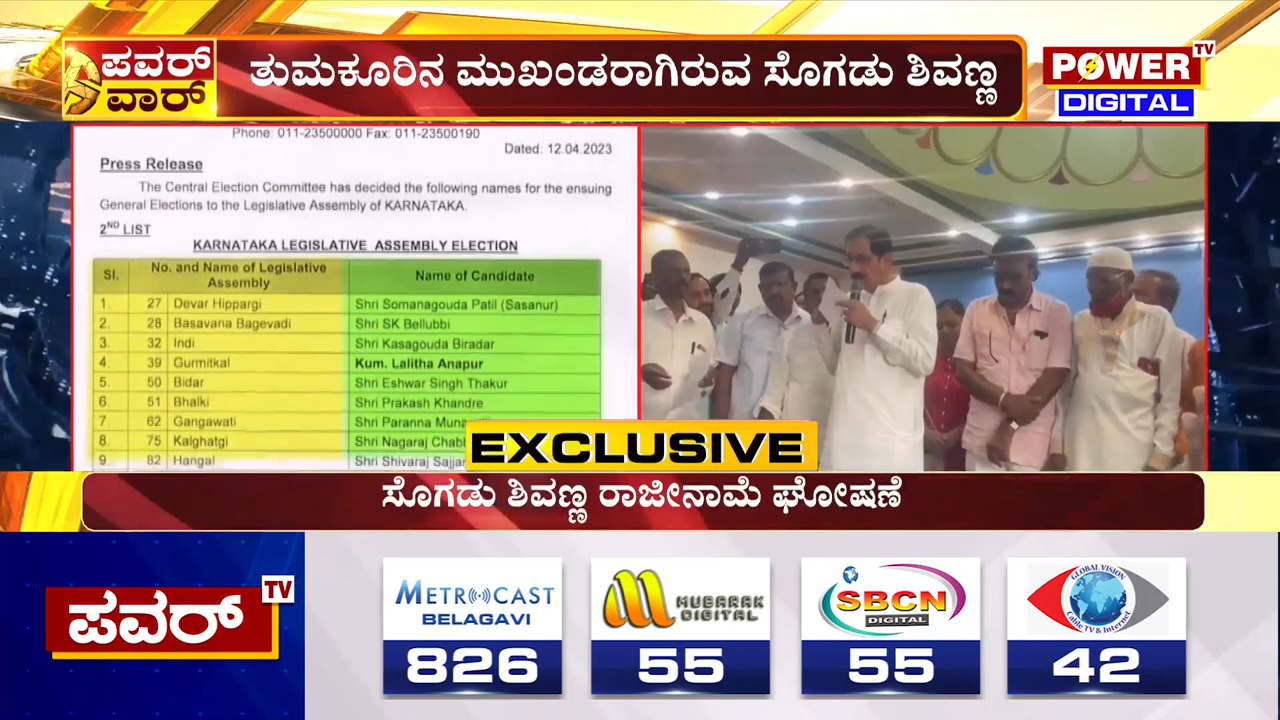 ಪವರ್
ವಾರ್
ತುಮಕೂರಿನ ಮುಖಂಡರಾಗಿರುವ ಸೊಗಡು ಶಿವಣ್ಣ
POWER TV
DIGITAL
Phone: 011-23500000 Fax: 011-23500190
Dated: 12.04.2023
Press Release
The Central Election Committee has decided the following names for the ensuing
General Elections to the Legislative Assembly of KARNATAKA.
2ND LIST
KARNATAKA LEGISLATIVE ASSEMBLY ELECTION
Sl. No. and Name of Legislative Assembly Name of Candidate
1. 27 Devar Hippargi Shri Somanagouda Patil (Sasanur)
2. 28 Basavana Bagevadi Shri SK Bellubbi
3. 32 Indi Shri Kasagouda Biradar
4. 39 Gurmitkal Kum. Lalitha Anapur
5. 50 Bidar Shri Eshwar Singh Thakur
6. 51 Bhalki Shri Prakash Khandre
7. 62 Gangawati Shri Paranna
8. 75 Kalghatgi Shri Nagaraj
9. 82 Hangal Shri Shivaraj
EXCLUSIVE
ಸೊಗಡು ಶಿವಣ್ಣ ರಾಜೀನಾಮೆ ಘೋಷಣೆ
ಪವರ್ TV
METROCAST
BELAGAVI
826
MUBARAK
DIGITAL
55
SBCN
DIGITAL
55
GLOBAL VISION
Cable TV & Internet
42